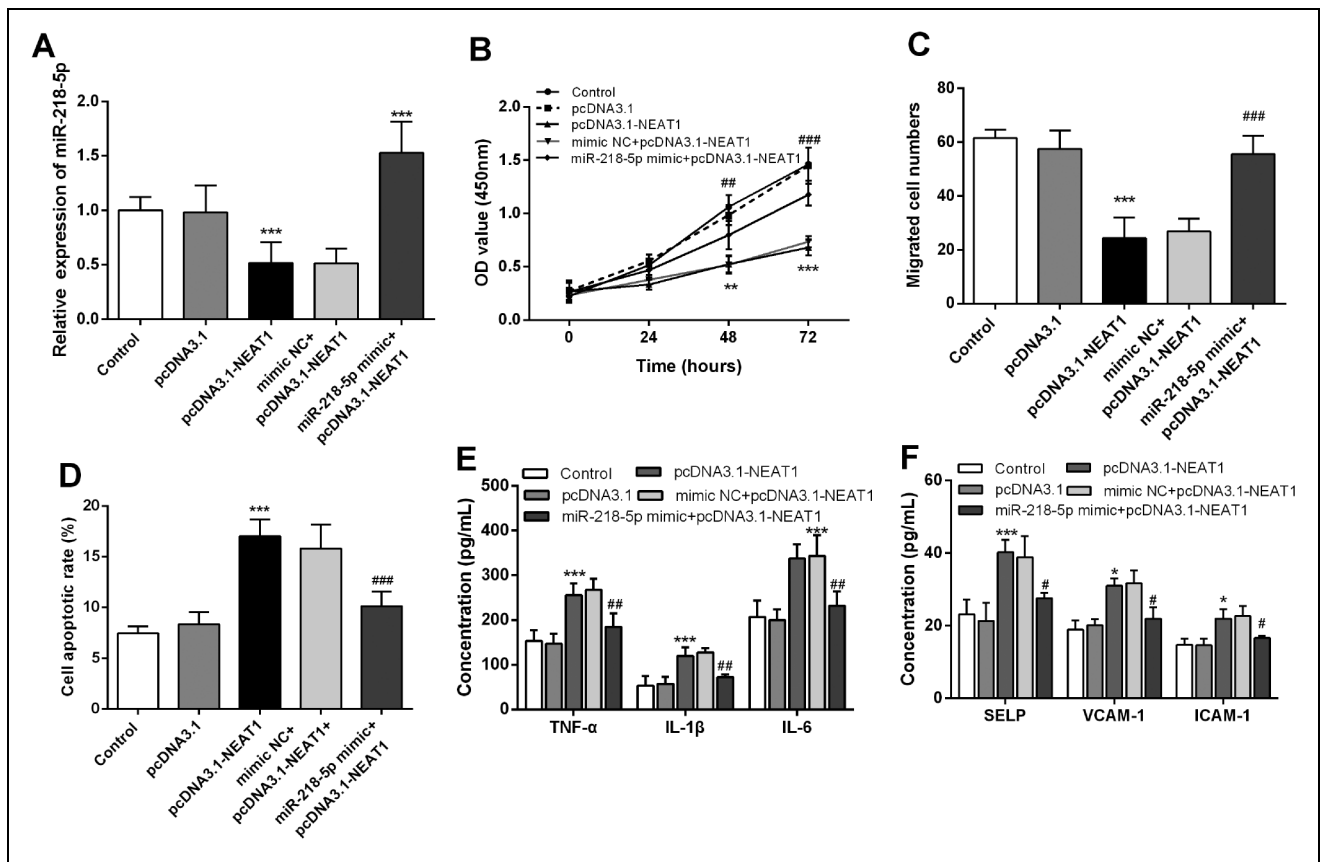 A
Relative expression of miR-218-5p
2.0
1.5
1.0
0.5
0.0
***
***
Control
pcDNA3.1
pcDNA3.1-NEAT1
mimic NC+
pcDNA3.1-NEAT1
miR-218-5p mimic+
pcDNA3.1-NEAT1
B
Control
pcDNA3.1
pcDNA3.1-NEAT1
mimic NC+pcDNA3.1-NEAT1
miR-218-5p mimic+pcDNA3.1-NEAT1
OD value (450nm)
2.0
1.5
1.0
0.5
0.0
##
###
**
***
0 24 48 72
Time (hours)
C
Migrated cell numbers
80
60
40
20
0
***
###
Control
pcDNA3.1
pcDNA3.1-NEAT1
mimic NC+
pcDNA3.1-NEAT1
miR-218-5p mimic+
pcDNA3.1-NEAT1
D
Cell apoptotic rate (%)
20
15
10
5
0
***
###
Control
pcDNA3.1
pcDNA3.1-NEAT1
mimic NC+
pcDNA3.1-NEAT1+
miR-218-5p mimic+
pcDNA3.1-NEAT1
E
Control pcDNA3.1-NEAT1
pcDNA3.1 mimic NC+pcDNA3.1-NEAT1
miR-218-5p mimic+pcDNA3.1-NEAT1
Concentration (pg/mL)
500
400
300
200
100
0
***
##
***
##
***
##
TNF-α IL-1β IL-6
F
Control pcDNA3.1-NEAT1
pcDNA3.1 mimic NC+pcDNA3.1-NEAT1
miR-218-5p mimic+pcDNA3.1-NEAT1
Concentration (pg/mL)
60
40
20
0
***
#
*
#
*
#
SELP VCAM-1 ICAM-1